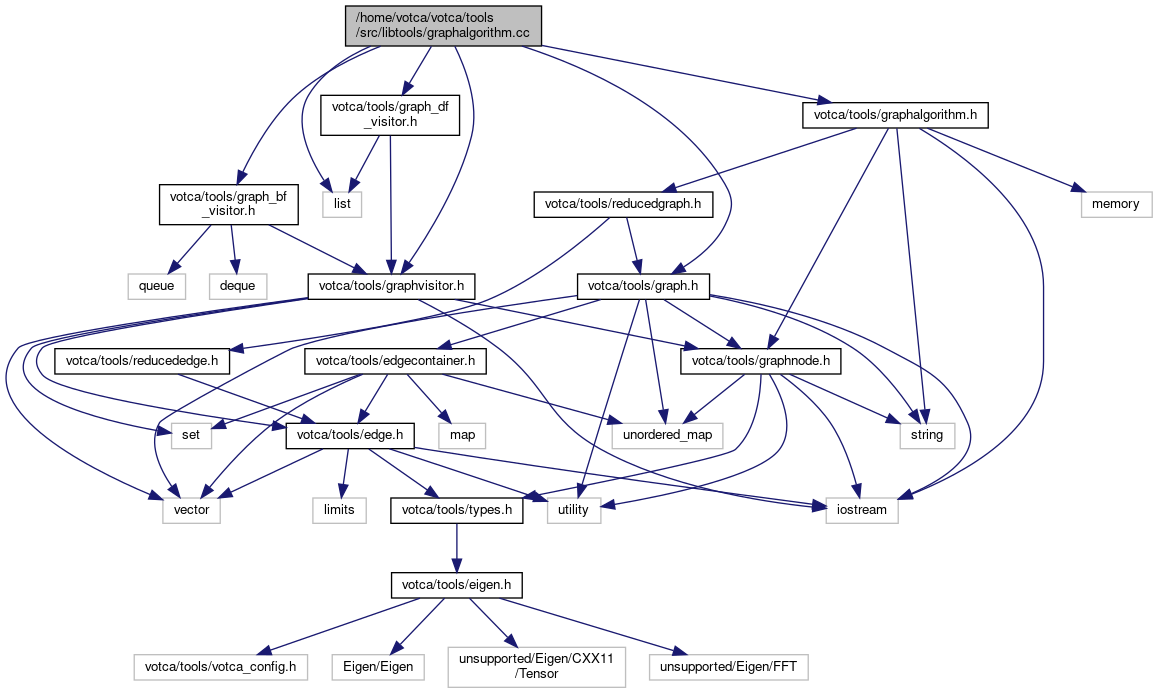 /home/votca/votca/tools
/src/libtools/graphalgorithm.cc
votca/tools/graph_df
_visitor.h
votca/tools/graphalgorithm.h
votca/tools/graph_bf
_visitor.h
list
votca/tools/reducedgraph.h
memory
queue
deque
votca/tools/graphvisitor.h
votca/tools/graph.h
votca/tools/reducededge.h
votca/tools/edgecontainer.h
votca/tools/graphnode.h
set
votca/tools/edge.h
map
unordered_map
string
vector
limits
votca/tools/types.h
utility
iostream
votca/tools/eigen.h
votca/tools/votca_config.h
Eigen/Eigen
unsupported/Eigen/CXX11
/Tensor
unsupported/Eigen/FFT